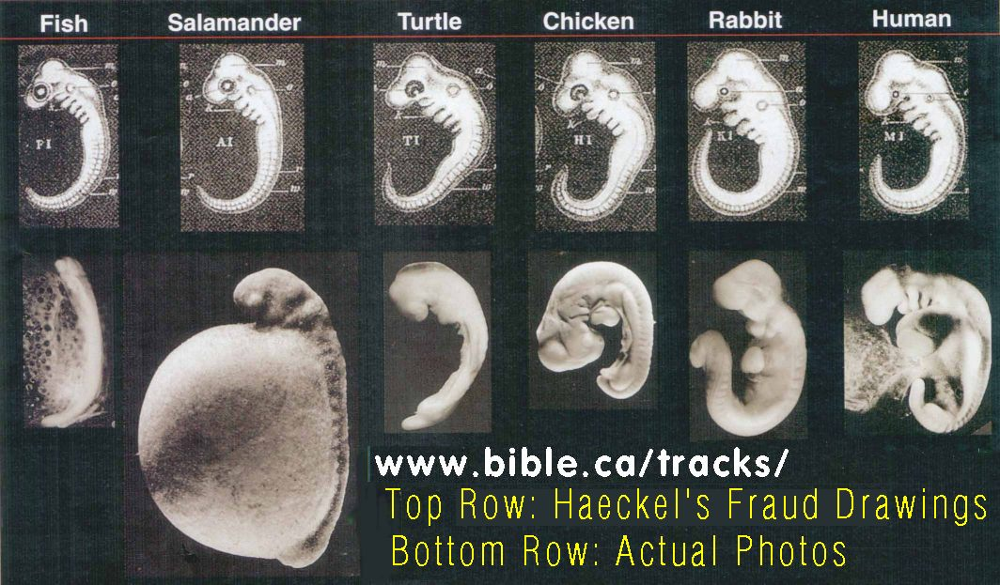 Fish Salamander Turtle Chicken Rabbit Human
FI AI TI HI KI MI
www.bible.ca/tracks/
Top Row: Haeckel's Fraud Drawings
Bottom Row: Actual Photos